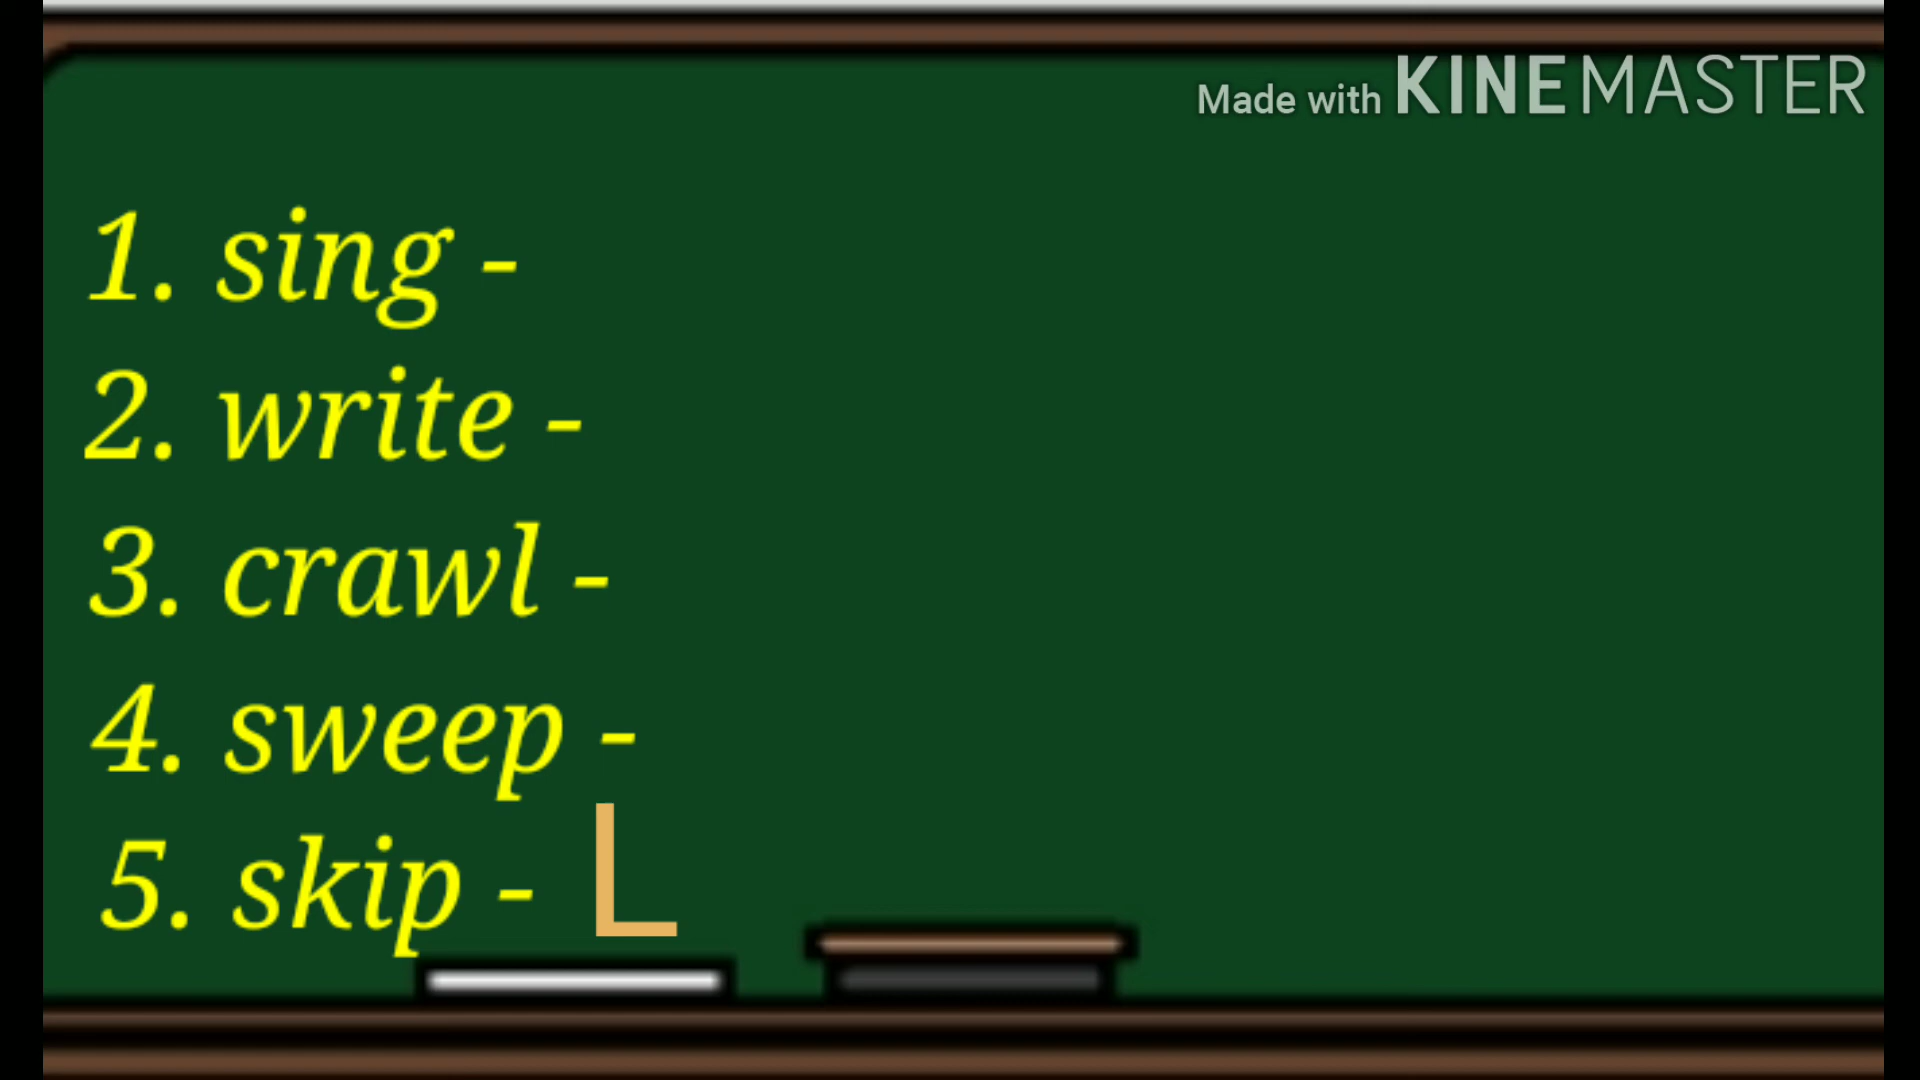 Made with KINEMASTER
1. sing -
2. write -
3. crawl -
4. sweep -
5. skip - L